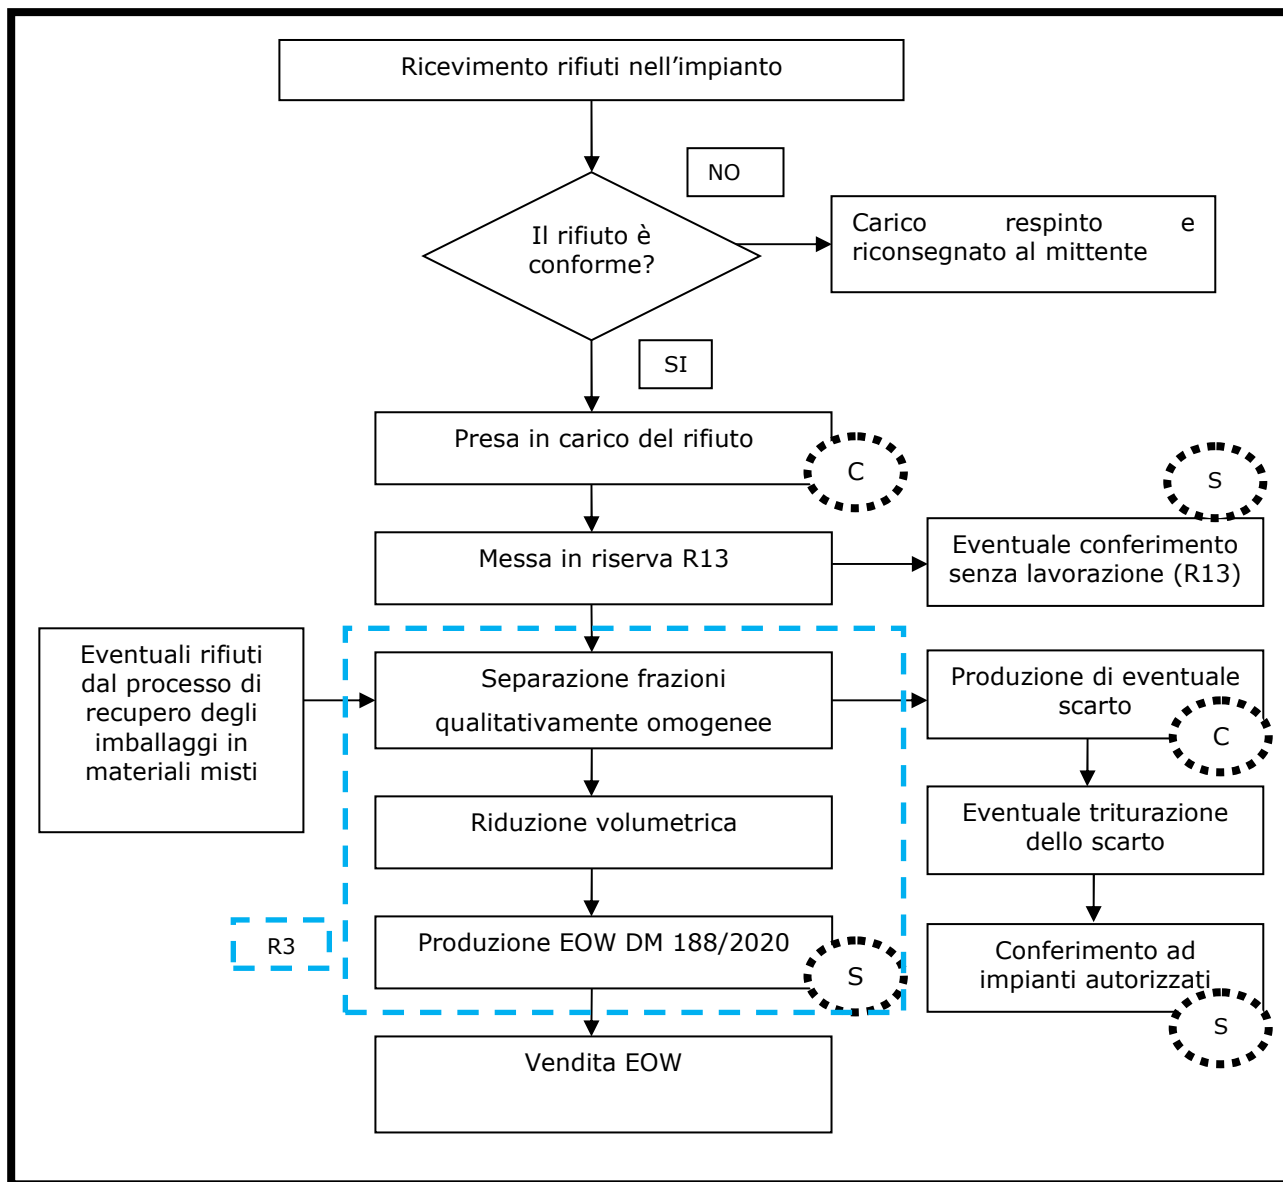 Ricevimento rifiuti nell’impianto
NO
Il rifiuto è
conforme?
Carico respinto e
riconsegnato al mittente
SI
Presa in carico del rifiuto
C
S
Messa in riserva R13
Eventuale conferimento
senza lavorazione (R13)
Eventuali rifiuti
dal processo di
recupero degli
imballaggi in
materiali misti
Separazione frazioni
qualitativamente omogenee
Produzione di eventuale
scarto
C
Riduzione volumetrica
Eventuale triturazione
dello scarto
R3
Produzione EOW DM 188/2020
S
Conferimento ad
impianti autorizzati
S
Vendita EOW